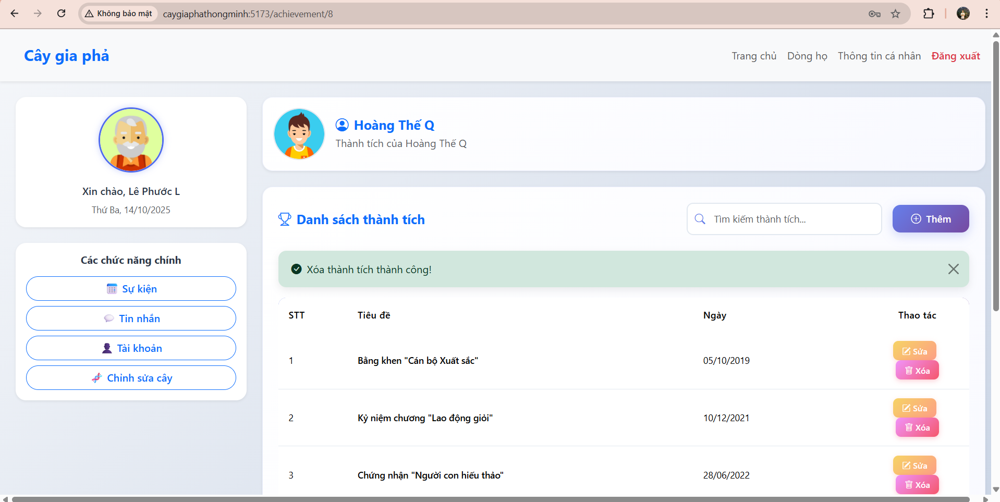 Không bảo mật caygiaphathongminh:5173/achievement/8
Cây gia phả
Trang chủ Dòng họ Thông tin cá nhân Đăng xuất
Xin chào, Lê Phước L
Thứ Ba, 14/10/2025
Các chức năng chính
Sự kiện
Tin nhắn
Tài khoản
Chỉnh sửa cây
Hoàng Thế Q
Thành tích của Hoàng Thế Q
Danh sách thành tích
Tìm kiếm thành tích...
Thêm
Xóa thành tích thành công!
STT Tiêu đề Ngày Thao tác
1 Bằng khen "Cán bộ Xuất sắc" 05/10/2019
Sửa
Xóa
2 Kỷ niệm chương "Lao động giỏi" 10/12/2021
Sửa
Xóa
3 Chứng nhận "Người con hiếu thảo" 28/06/2022
Sửa
Xóa